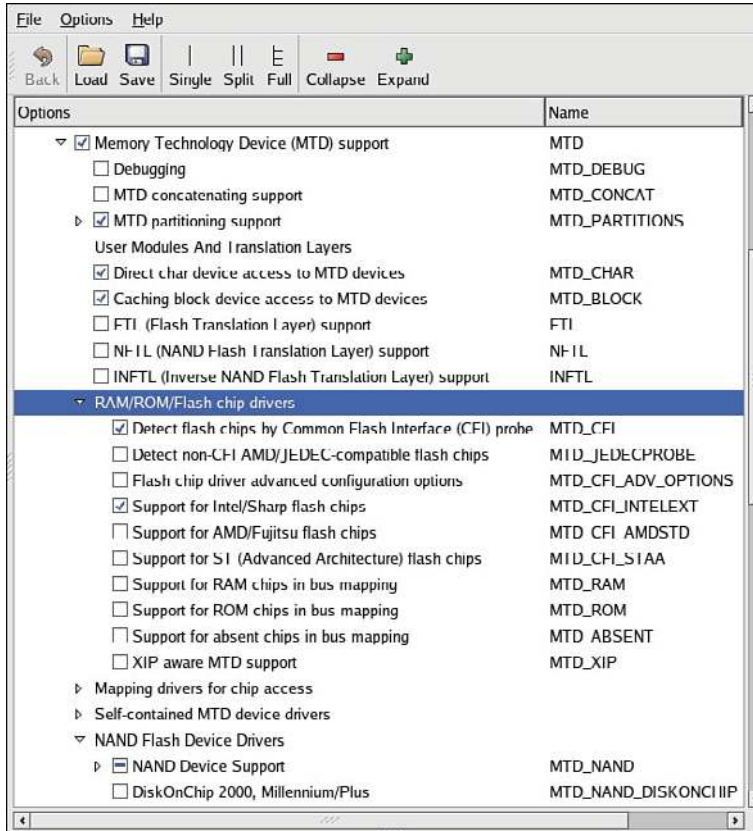 File Options Help
Back Load Save Single Split Full Collapse Expand
Options Name
Memory Technology Device (MTD) support MTD
Debugging MTD_DEBUG
MTD concatenating support MTD_CONCAT
MTD partitioning support MTD_PARTITIONS
User Modules And Translation Layers
Direct char device access to MTD devices MTD_CHAR
Caching block device access to MTD devices MTD_BLOCK
FTL (Flash Translation Layer) support FTL
NFTL (NAND Flash Translation Layer) support NFTL
INFTL (Inverse NAND Flash Translation Layer) support INFTL
RAM/ROM/Flash chip drivers
Detect flash chips by Common Flash Interface (CFI) probe MTD_CFI
Detect non-CFI AMD/JEDEC-compatible flash chips MTD_JEDECPROBE
Flash chip driver advanced configuration options MTD_CFI_ADV_OPTIONS
Support for Intel/Sharp flash chips MTD_CFI_INTELEXT
Support for AMD/Fujitsu flash chips MTD_CFI_AMDSTD
Support for ST (Advanced Architecture) flash chips MTD_CFI_STAA
Support for RAM chips in bus mapping MTD_RAM
Support for ROM chips in bus mapping MTD_ROM
Support for absent chips in bus mapping MTD_ABSENT
XIP aware MTD support MTD_XIP
Mapping drivers for chip access
Self-contained MTD device drivers
NAND Flash Device Drivers
NAND Device Support MTD_NAND
DiskOnChip 2000, Millennium/Plus MTD_NAND_DISKONCHIP